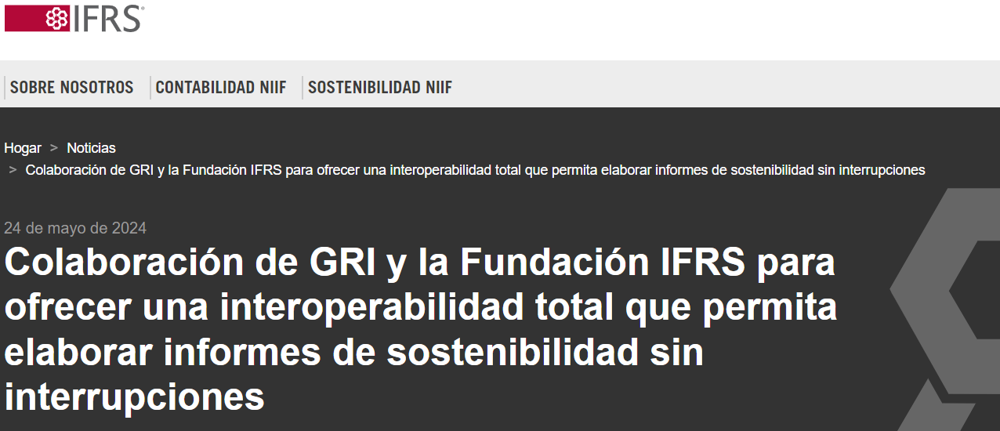 IFRS®
SOBRE NOSOTROS CONTABILIDAD NIIF SOSTENIBILIDAD NIIF
Hogar > Noticias
> Colaboración de GRI y la Fundación IFRS para ofrecer una interoperabilidad total que permita elaborar informes de sostenibilidad sin interrupciones
24 de mayo de 2024
Colaboración de GRI y la Fundación IFRS para
ofrecer una interoperabilidad total que permita
elaborar informes de sostenibilidad sin
interrupciones